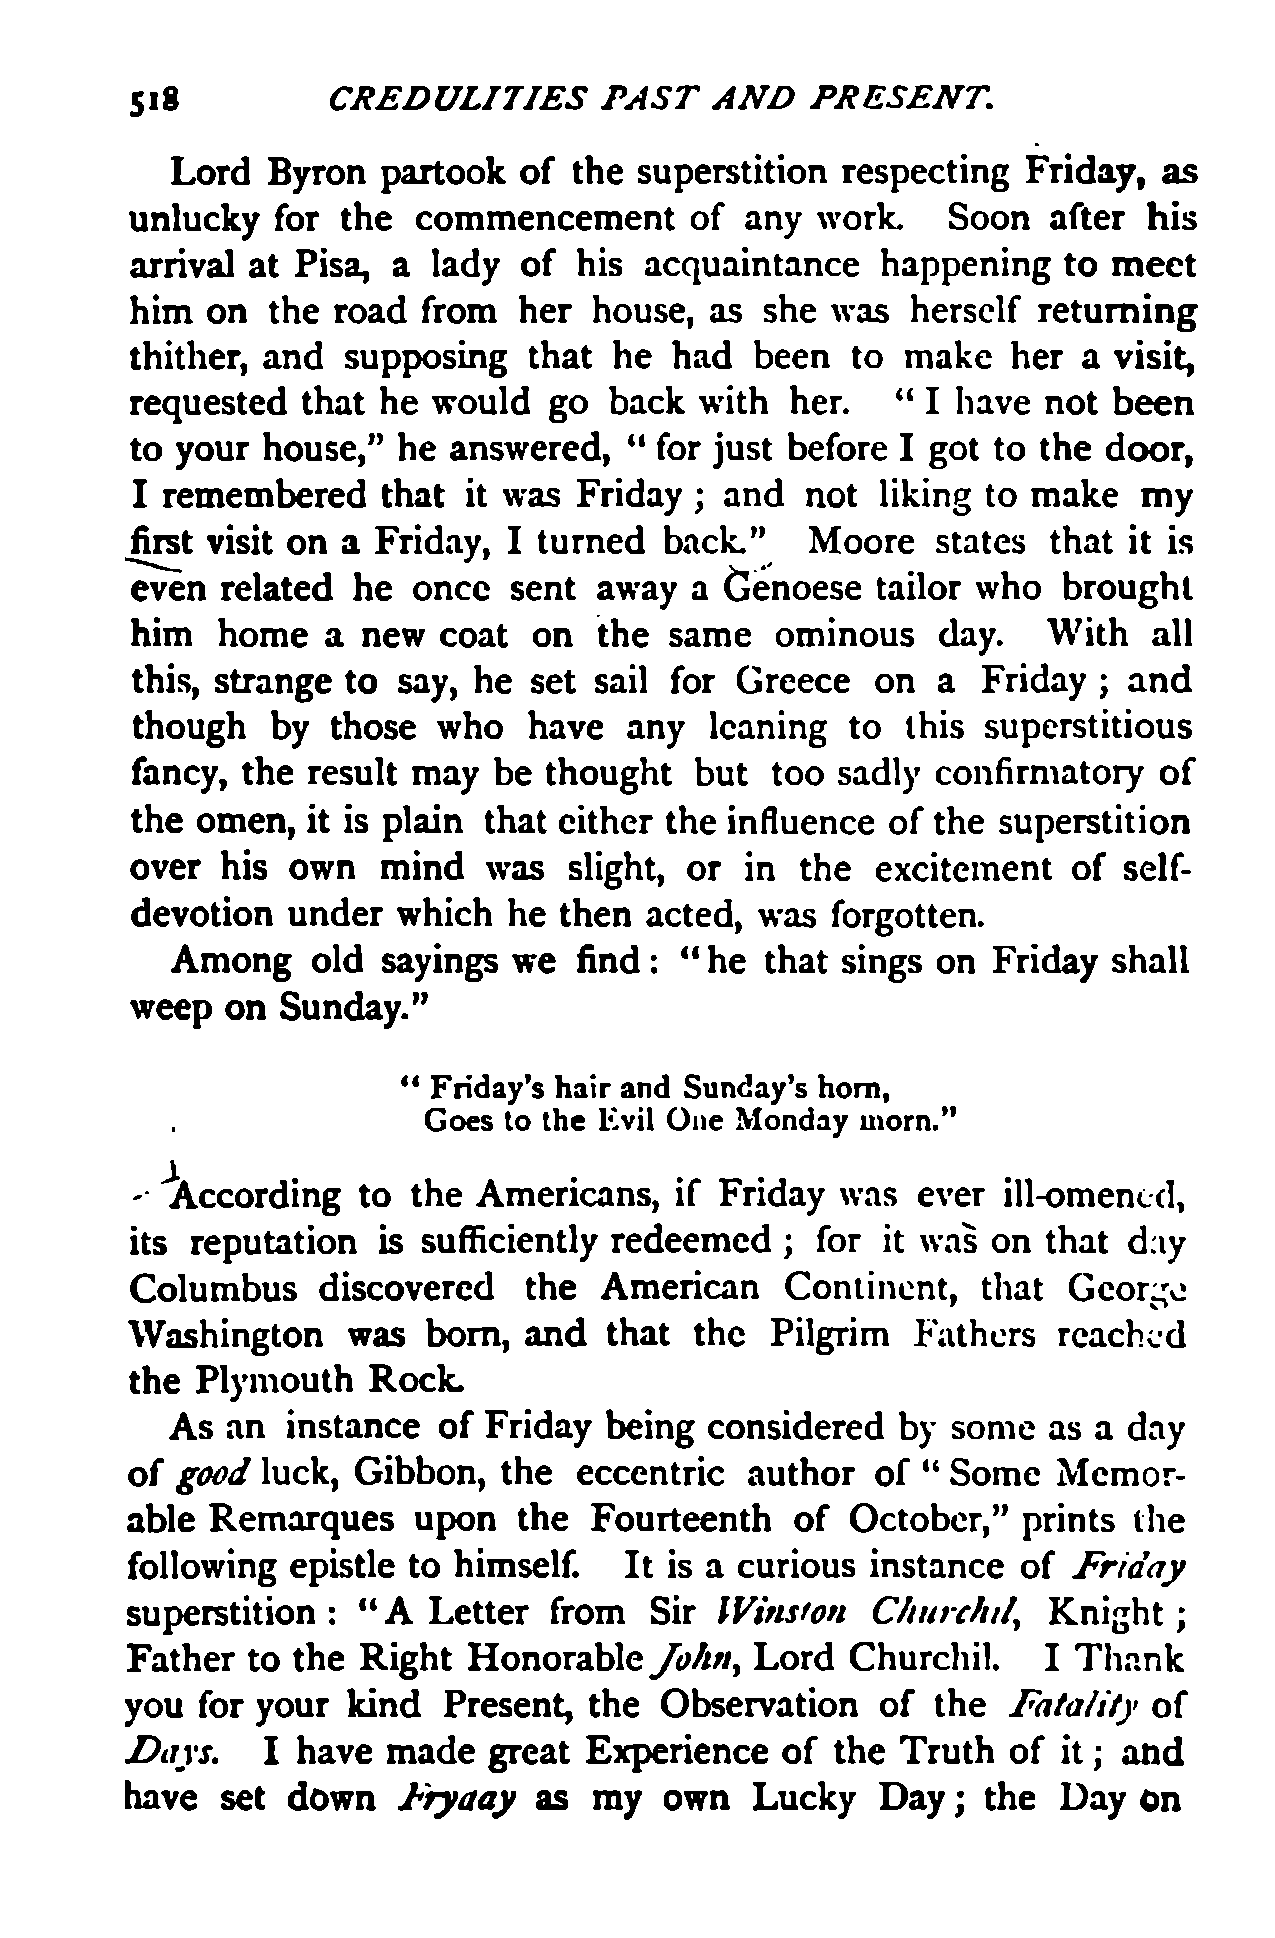 518 CREDULITIES PAST AND PRESENT.
Lord Byron partook of the superstition respecting Friday, as
unlucky for the commencement of any work. Soon after his
arrival at Pisa, a lady of his acquaintance happening to meet
him on the road from her house, as she was herself returning
thither, and supposing that he had been to make her a visit,
requested that he would go back with her. “ I have not been
to your house,” he answered, “ for just before I got to the door,
I remembered that it was Friday ; and not liking to make my
first visit on a Friday, I turned back.” Moore states that it is
even related he once sent away a Genoese tailor who brought
him home a new coat on the same ominous day. With all
this, strange to say, he set sail for Greece on a Friday ; and
though by those who have any leaning to this superstitious
fancy, the result may be thought but too sadly confirmatory of
the omen, it is plain that either the influence of the superstition
over his own mind was slight, or in the excitement of self-
devotion under which he then acted, was forgotten.
Among old sayings we find : “ he that sings on Friday shall
weep on Sunday.”
“ Friday's hair and Sunday's horn,
Goes to the Evil One Monday morn.”
According to the Americans, if Friday was ever ill-omened,
its reputation is sufficiently redeemed ; for it was on that day
Columbus discovered the American Continent, that George
Washington was born, and that the Pilgrim Fathers reached
the Plymouth Rock.
As an instance of Friday being considered by some as a day
of good luck, Gibbon, the eccentric author of “ Some Memor-
able Remarques upon the Fourteenth of October,” prints the
following epistle to himself. It is a curious instance of Friday
superstition : “ A Letter from Sir Winston Churchil, Knight ;
Father to the Right Honorable John, Lord Churchil. I Thank
you for your kind Present, the Observation of the Fatality of
Days. I have made great Experience of the Truth of it ; and
have set down Fryday as my own Lucky Day ; the Day on